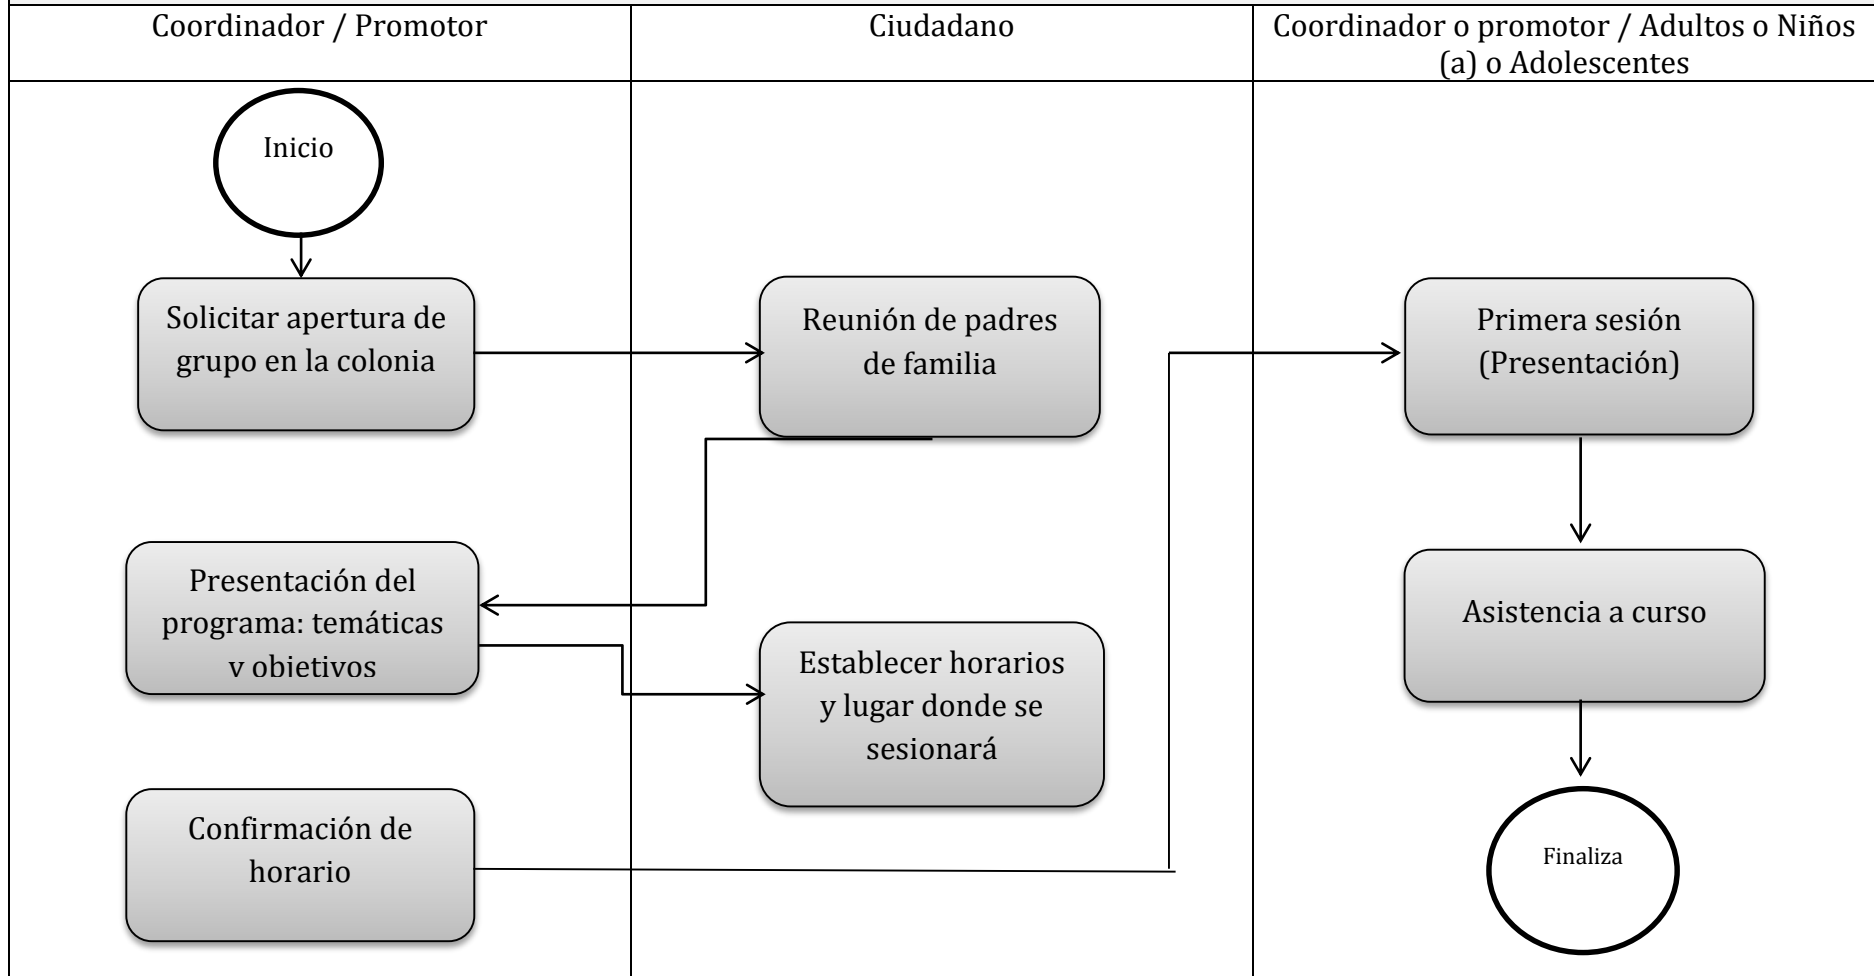 Coordinador / Promotor
Ciudadano
Coordinador o promotor / Adultos o Niños
(a) o Adolescentes
Inicio
Solicitar apertura de
grupo en la colonia
Reunión de padres
de familia
Primera sesión
(Presentación)
Presentación del
programa: temáticas
y objetivos
Establecer horarios
y lugar donde se
sesionará
Asistencia a curso
Confirmación de
horario
Finaliza